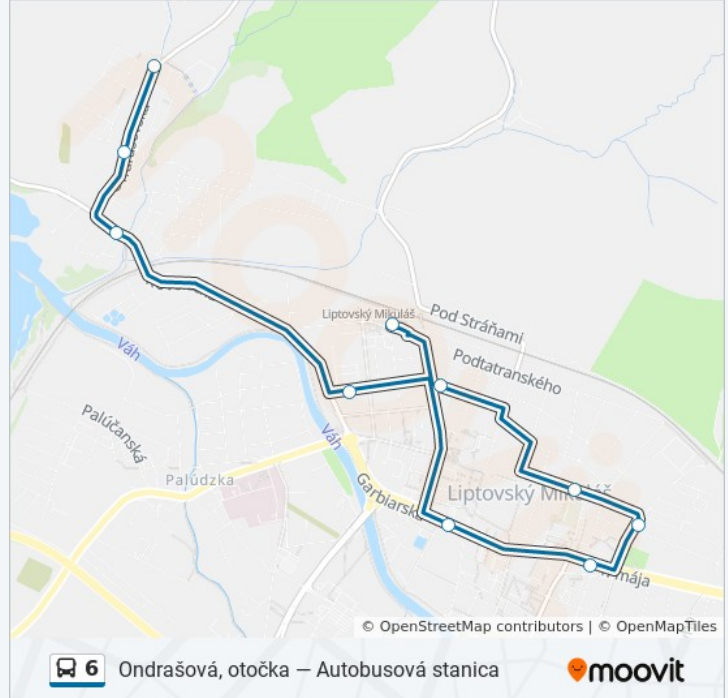 Liptovský Mikuláš
Pod Stráňami
Podtatranského
Váh
Palúčanská
Váh
Palúdzka
Garbiarska
Liptovský Mikuláš
mája
© OpenStreetMap contributors | © OpenMapTiles
6 Ondrašová, otočka — Autobusová stanica
moovit